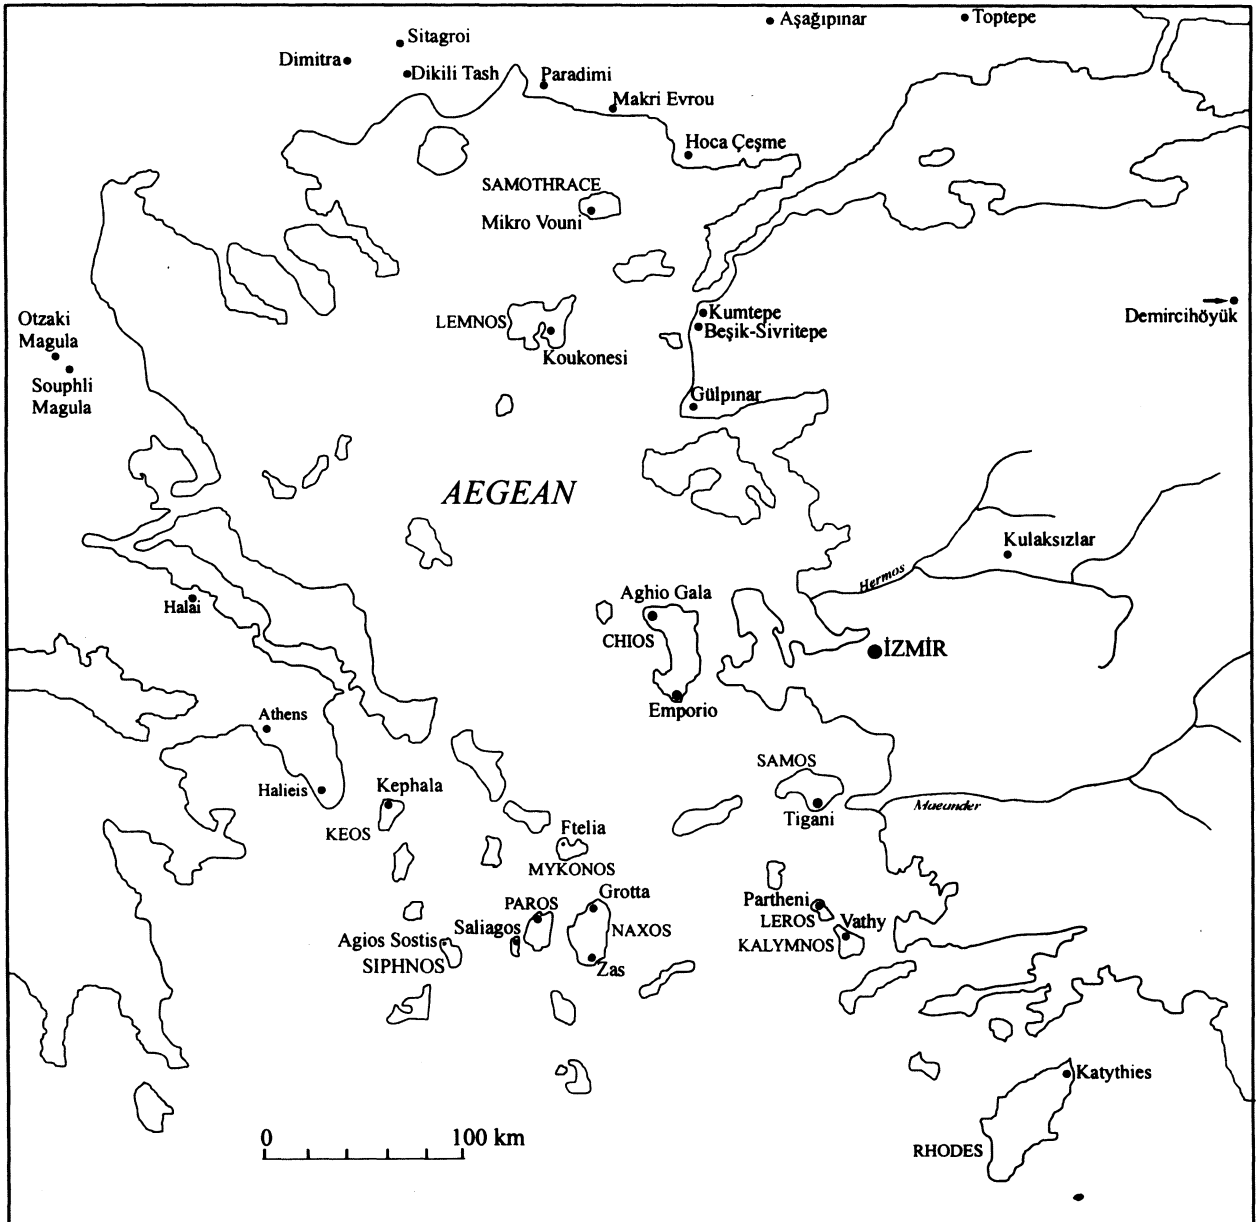 Aşağıpınar
Toptepe
Sitagroi
Dimitra
Dikili Tash
Paradimi
Makri Evrou
Hoca Çeşme
SAMOTHRACE
Mikro Vouni
Kumtepe
Demircihöyük
Otzaki
Magula
LEMNOS
Beşik-Sivritepe
Koukonesi
Souphli
Magula
Gülpınar
AEGEAN
Kulaksızlar
Hermos
Aghio Gala
Halai
CHIOS
İZMİR
Emporio
Athens
SAMOS
Halieis
Kephala
Maeunder
KEOS
Tigani
Ftelia
MYKONOS
Grotta
PAROS
Partheni
LEROS
Vathy
Saliagos
NAXOS
Agios Sostis
KALYMNOS
SIPHNOS
Zas
Katythies
0 100 km
RHODES